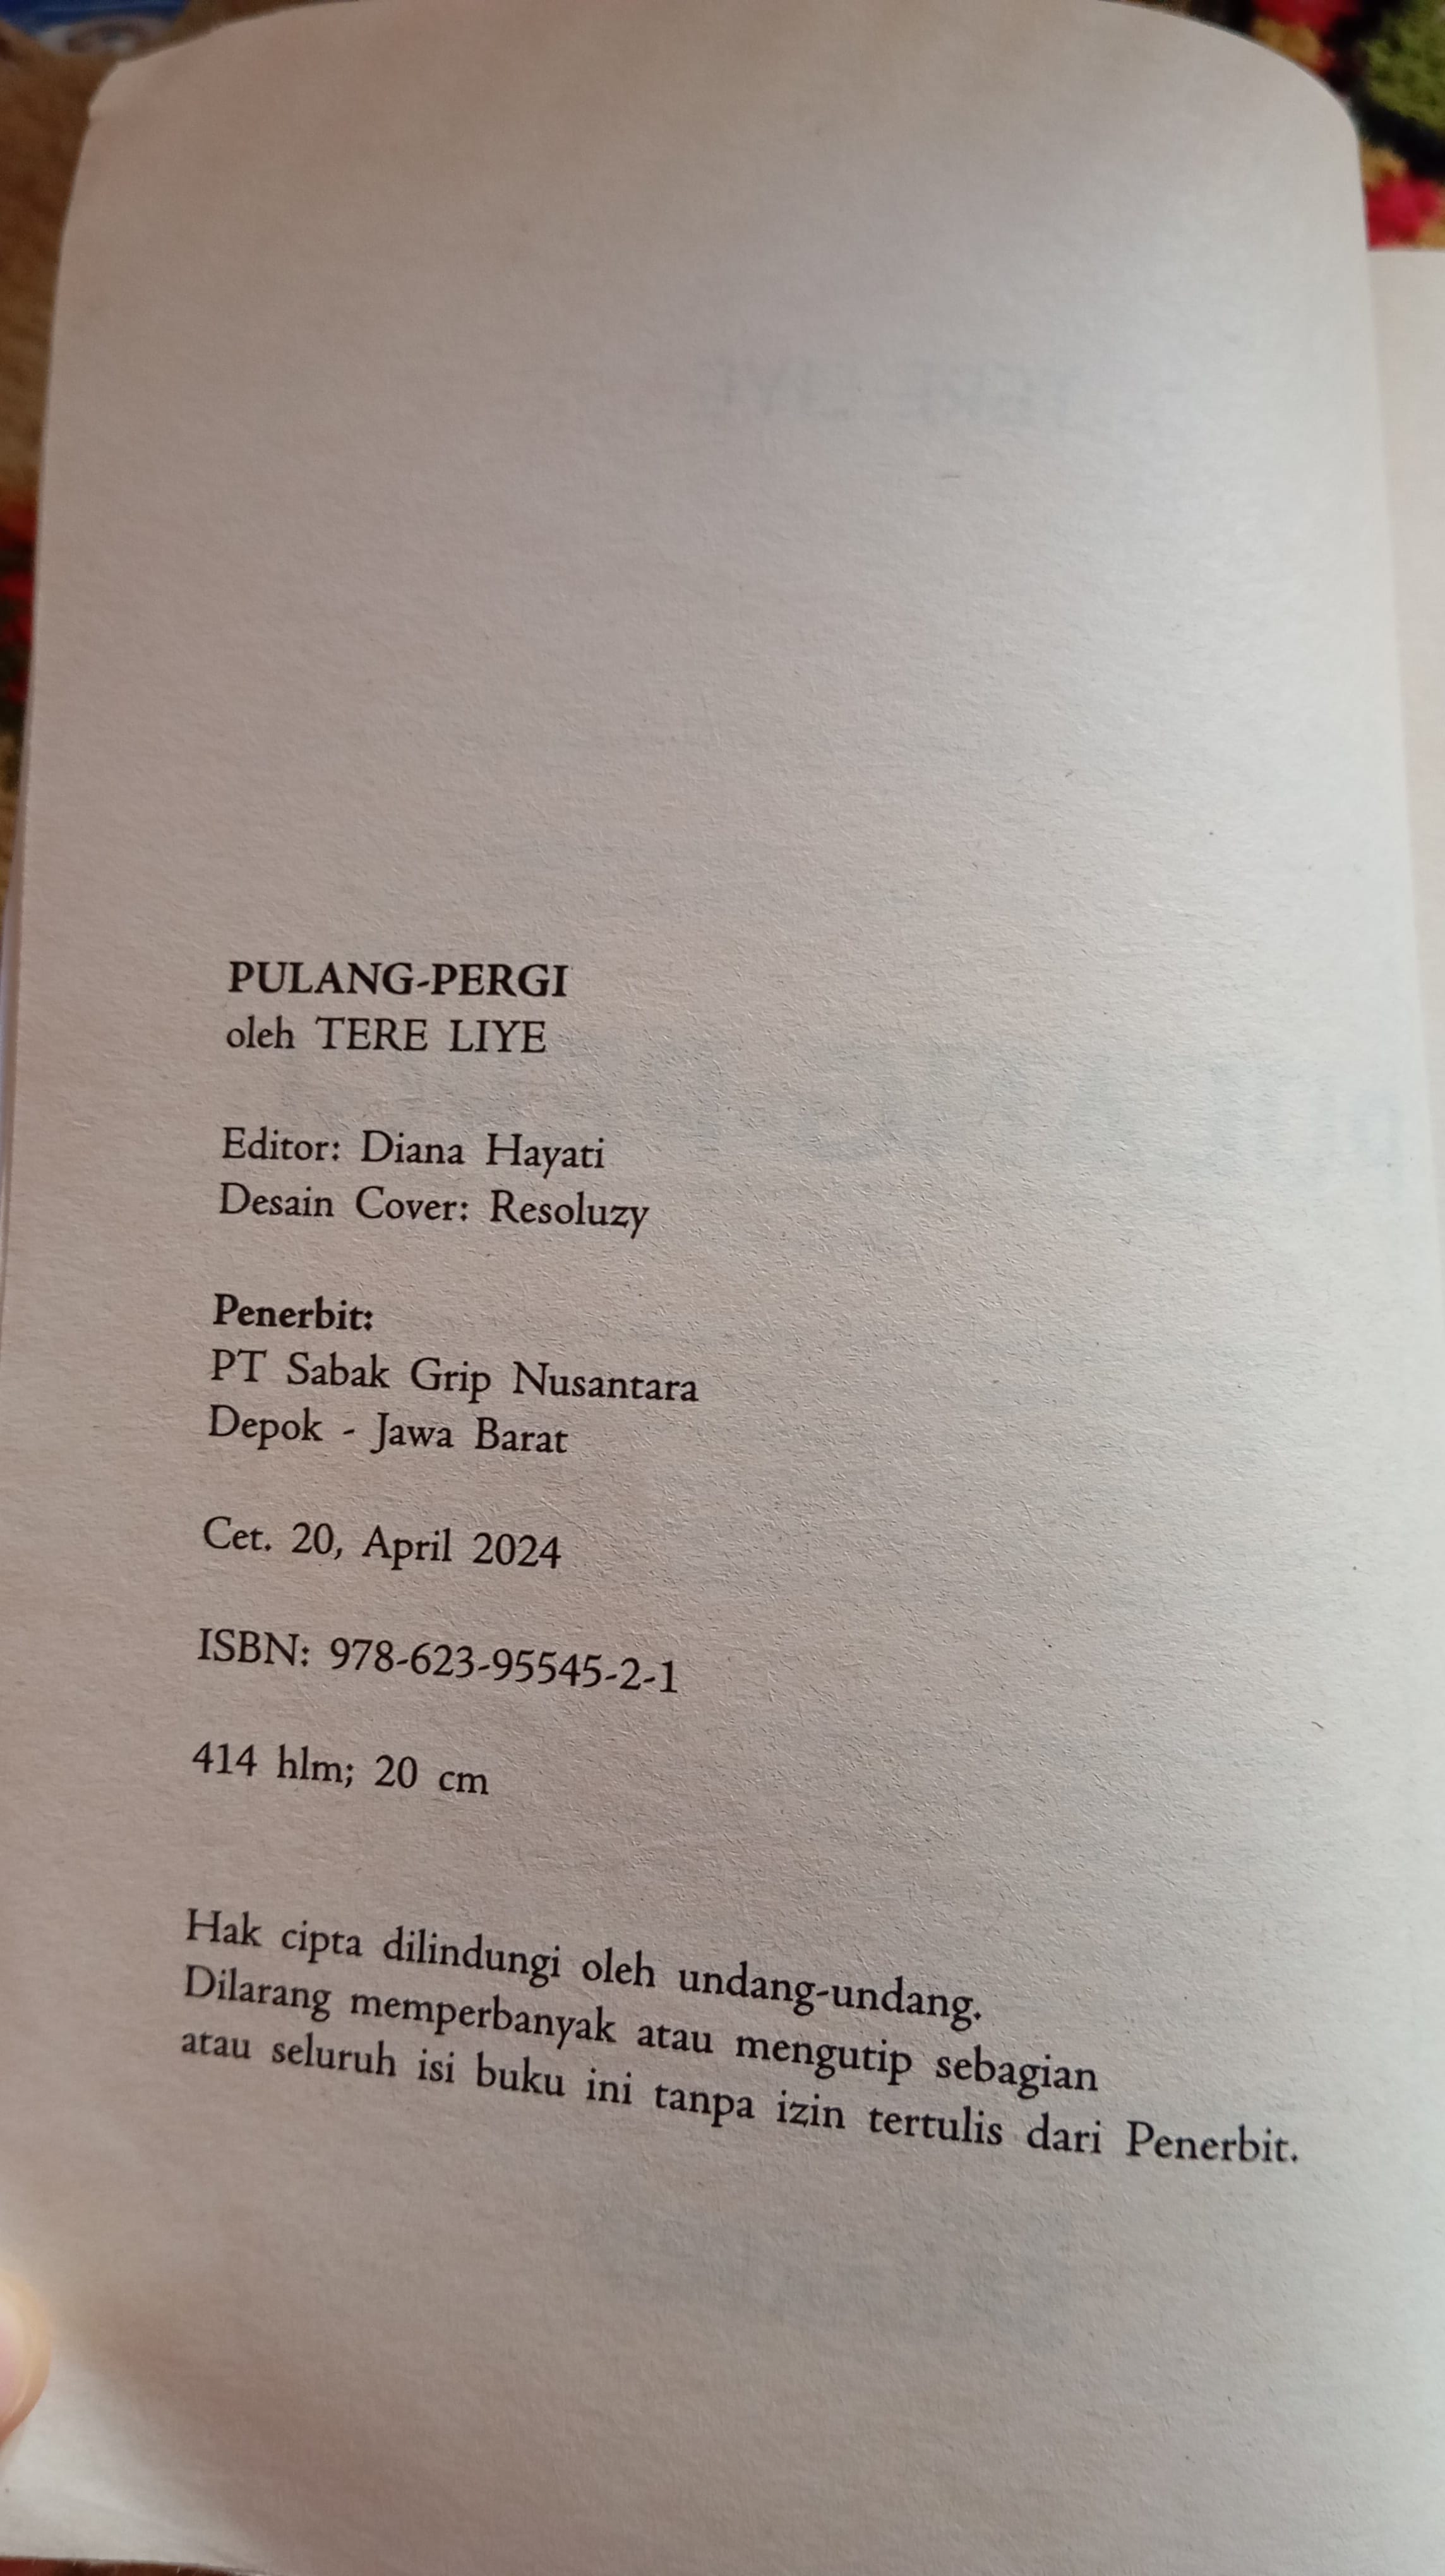 PULANG-PERGI
oleh TERE LIYE
Editor: Diana Hayati
Desain Cover: Resoluzy
Penerbit:
PT Sabak Grip Nusantara
Depok - Jawa Barat
Cet. 20, April 2024
ISBN: 978-623-95545-2-1
414 hlm; 20 cm
Hak cipta dilindungi oleh undang-undang.
Dilarang memperbanyak atau mengutip sebagian
atau seluruh isi buku ini tanpa izin tertulis dari Penerbit.